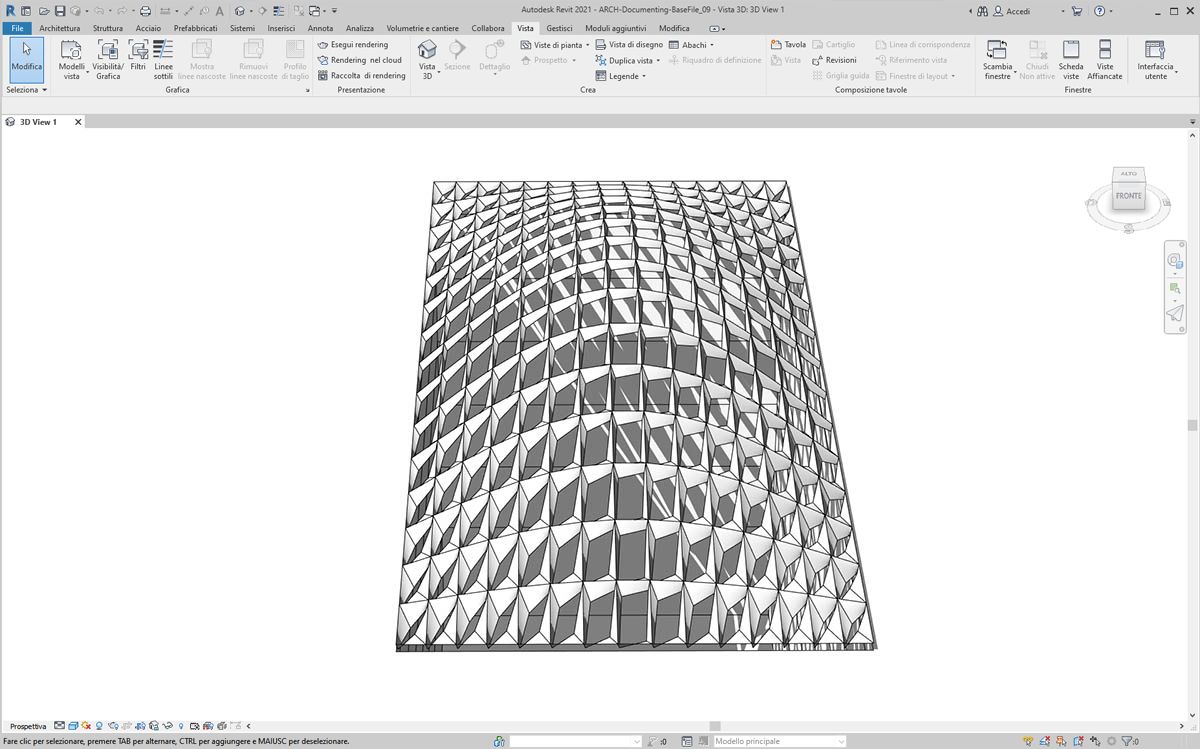 Autodesk Revit 2021 - ARCH-Documenting-BaseFile_09 - Vista 3D: 3D View 1
Accedi
File Architettura Struttura Acciaio Prefabbricati Sistemi Inserisci Annota Analizza Volumetrie e cantiere Collabora Vista Gestisci Moduli aggiuntivi Modifica
Modifica
Modelli vista
Visibilità/ Grafica
Filtri
Linee sottili
Mostra linee nascoste
Rimuovi linee nascoste
Profilo di taglio
Esegui rendering
Rendering nel cloud
Raccolta di rendering
Vista 3D
Sezione
Dettaglio
Viste di pianta
Prospetto
Vista di disegno
Duplica vista
Legende
Abachi
Riquadro di definizione
Tavola
Vista
Cartiglio
Revisioni
Griglia guida
Linea di corrispondenza
Riferimento vista
Finestre di layout
Scambia finestre
Chiudi Non attive
Scheda viste
Viste Affiancate
Interfaccia utente
Seleziona
Grafica
Presentazione
Crea
Composizione tavole
Finestre
3D View 1
ALTO
FRONTE
Prospettiva
Fare clic per selezionare, premere TAB per alternare, CTRL per aggiungere e MAIUSC per deselezionare.
:0
Modello principale
:0